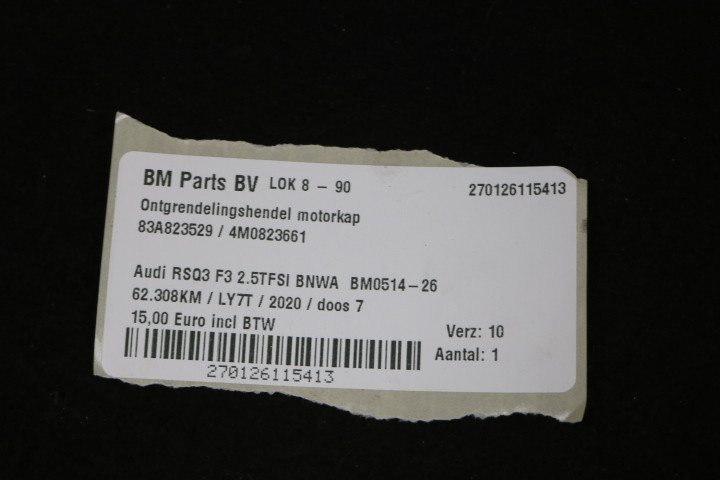 BM Parts BV LOK 8 - 90 270126115413
Ontgrendelingshendel motorkap
83A823529 / 4M0823661
Audi RSQ3 F3 2.5TFSI BNWA BM0514-26
62.308KM / LY7T / 2020 / doos 7
15,00 Euro incl BTW
Verz: 10
Aantal: 1
270126115413